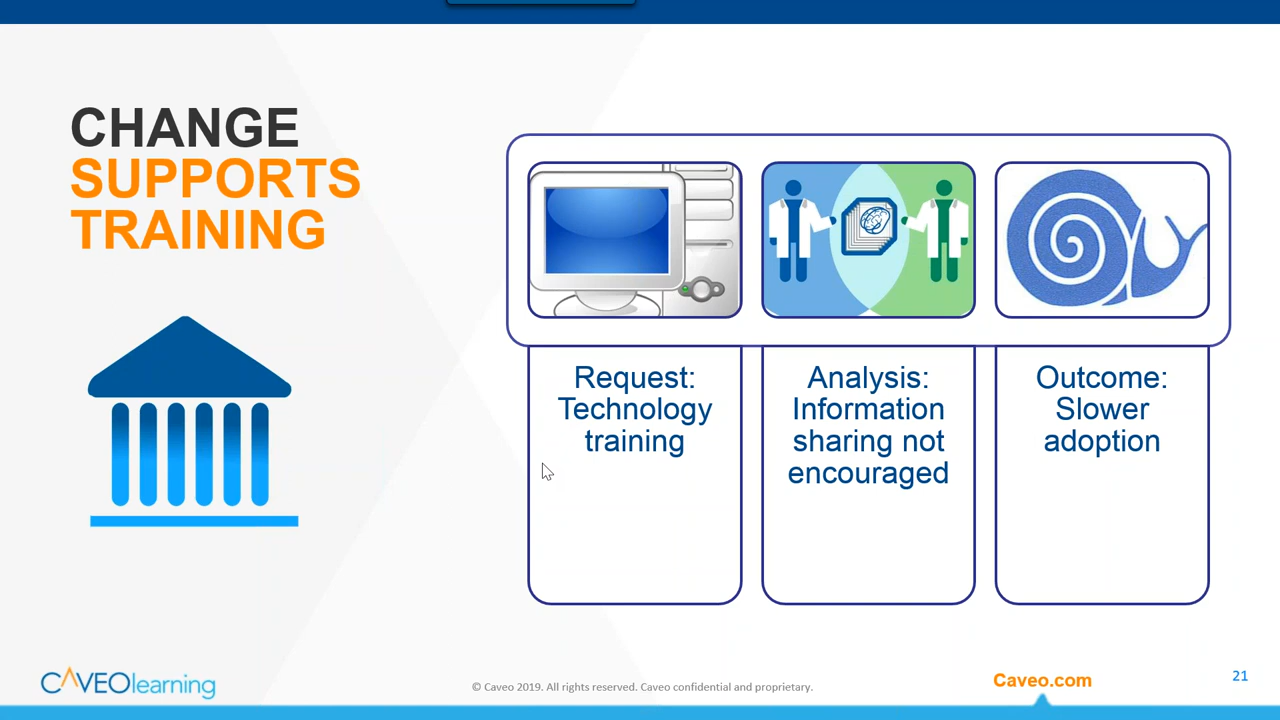 CHANGE
SUPPORTS
TRAINING
Request:
Technology
training
Analysis:
Information
sharing not
encouraged
Outcome:
Slower
adoption
CAVEOlearning
© Caveo 2019. All rights reserved. Caveo confidential and proprietary.
Caveo.com
21